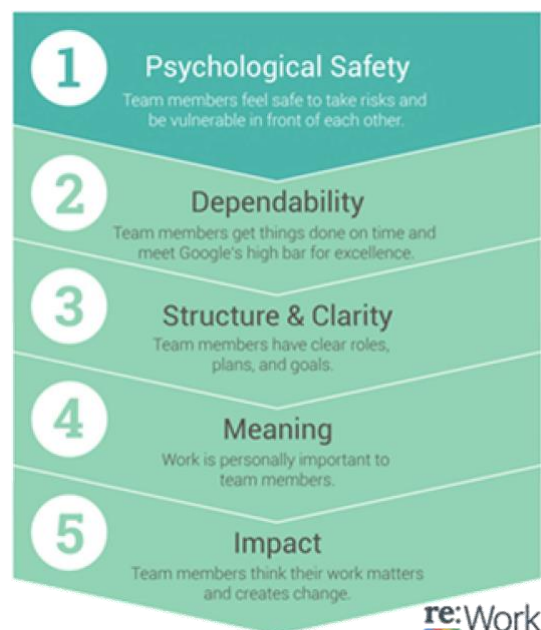 1
Psychological Safety
Team members feel safe to take risks and
be vulnerable in front of each other.
2
Dependability
Team members get things done on time and
meet Google's high bar for excellence.
3
Structure & Clarity
Team members have clear roles,
plans, and goals.
4
Meaning
Work is personally important to
team members.
5
Impact
Team members think their work matters
and creates change.
re:Work